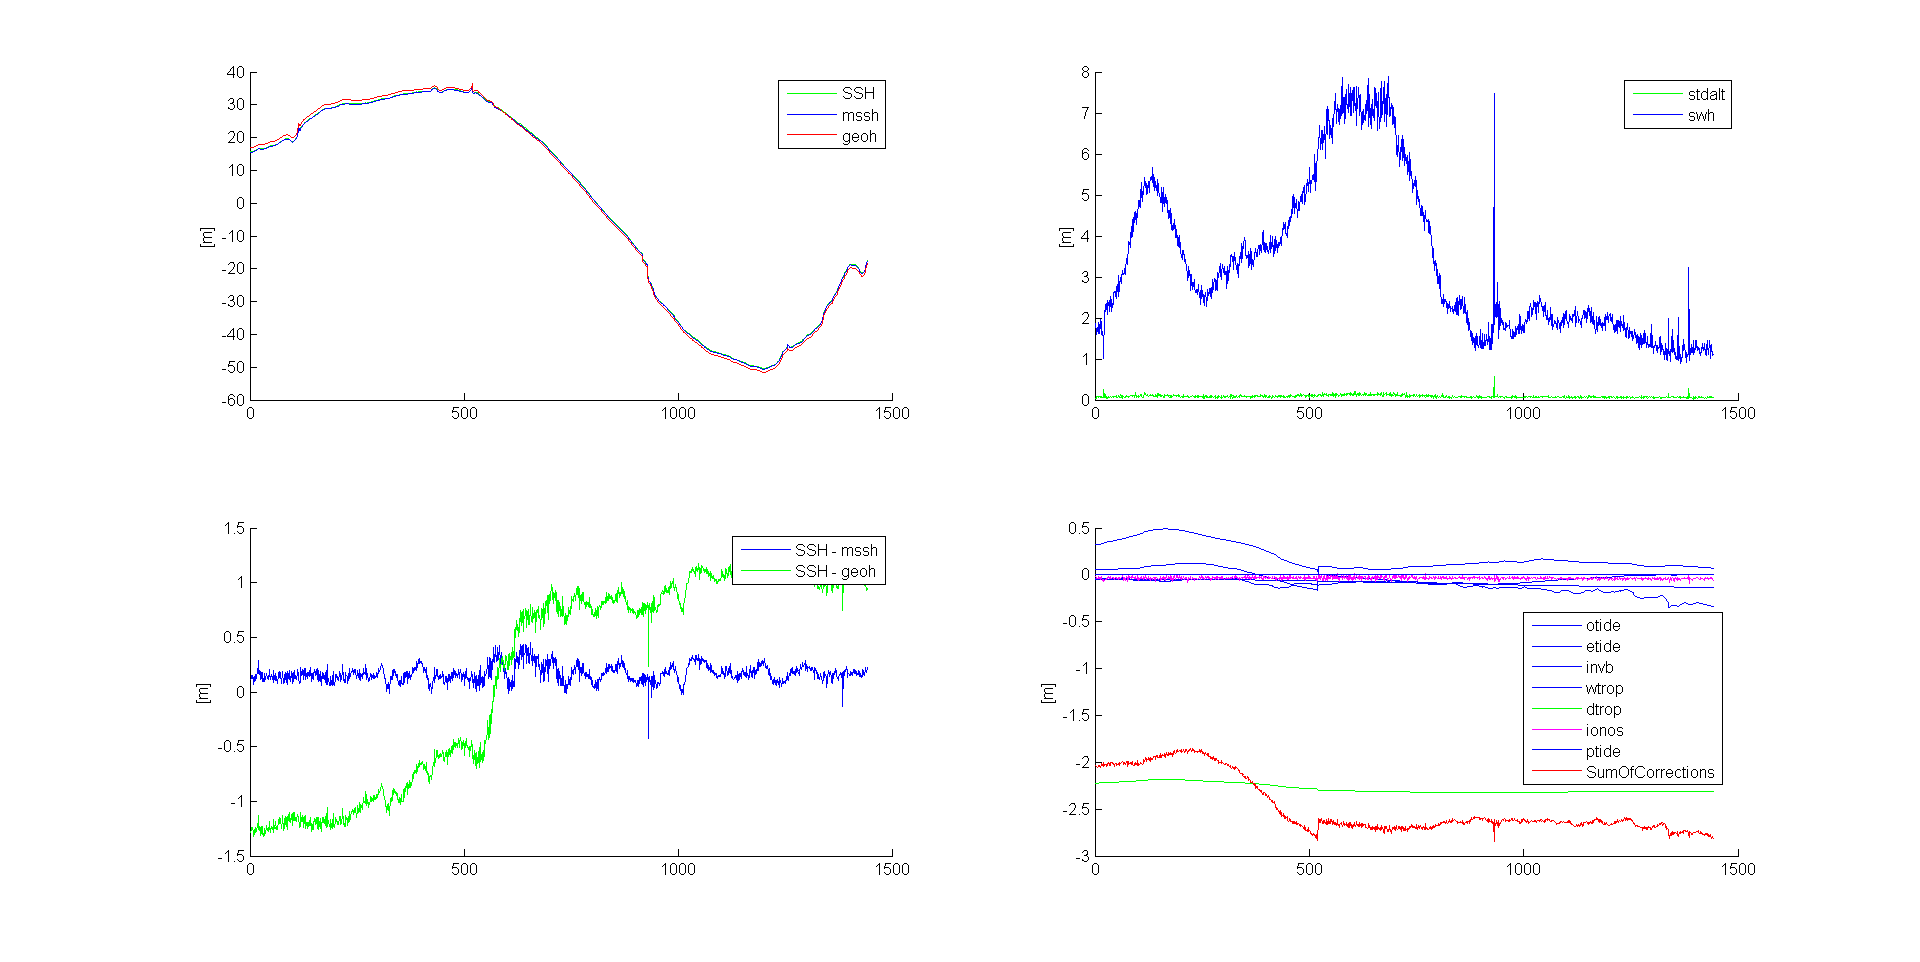 40
30
20
10
0
-10
-20
-30
-40
-50
-60
[m]
0 500 1000 1500
SSH
mssh
geoh
8
7
6
5
4
3
2
1
0
[m]
0 500 1000 1500
stdalt
swh
1.5
1
0.5
0
-0.5
-1
-1.5
[m]
0 500 1000 1500
SSH - mssh
SSH - geoh
0.5
0
-0.5
-1
-1.5
-2
-2.5
-3
[m]
0 500 1000 1500
otide
etide
invb
wtrop
dtrop
ionos
ptide
SumOfCorrections